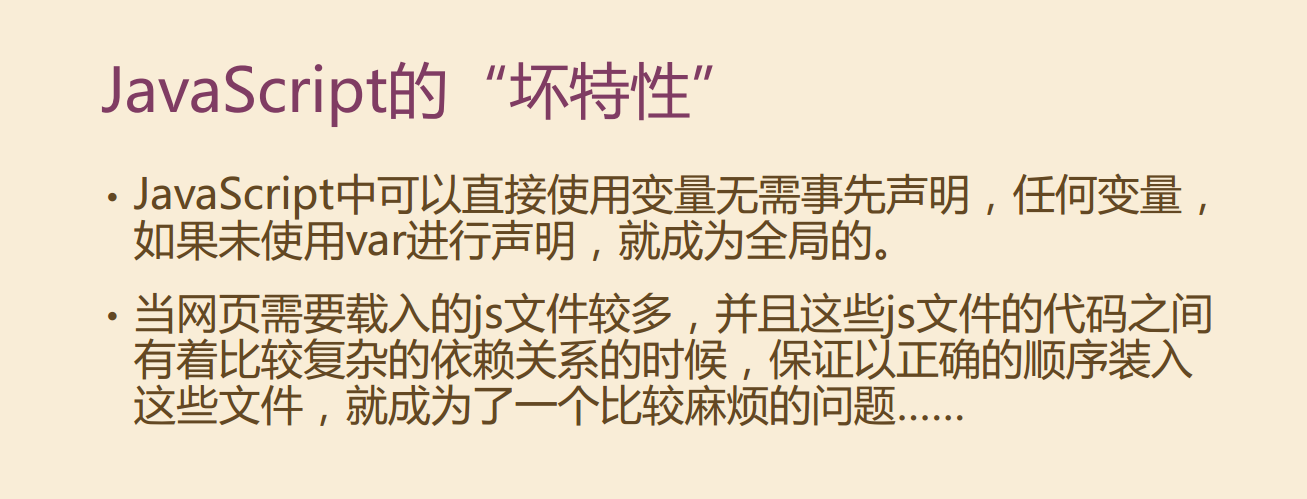 JavaScript的“坏特性”
• JavaScript中可以直接使用变量无需事先声明，任何变量，
如果未使用var进行声明，就成为全局的。
• 当网页需要载入的js文件较多，并且这些js文件的代码之间
有着比较复杂的依赖关系的时候，保证以正确的顺序装入
这些文件，就成为了一个比较麻烦的问题……